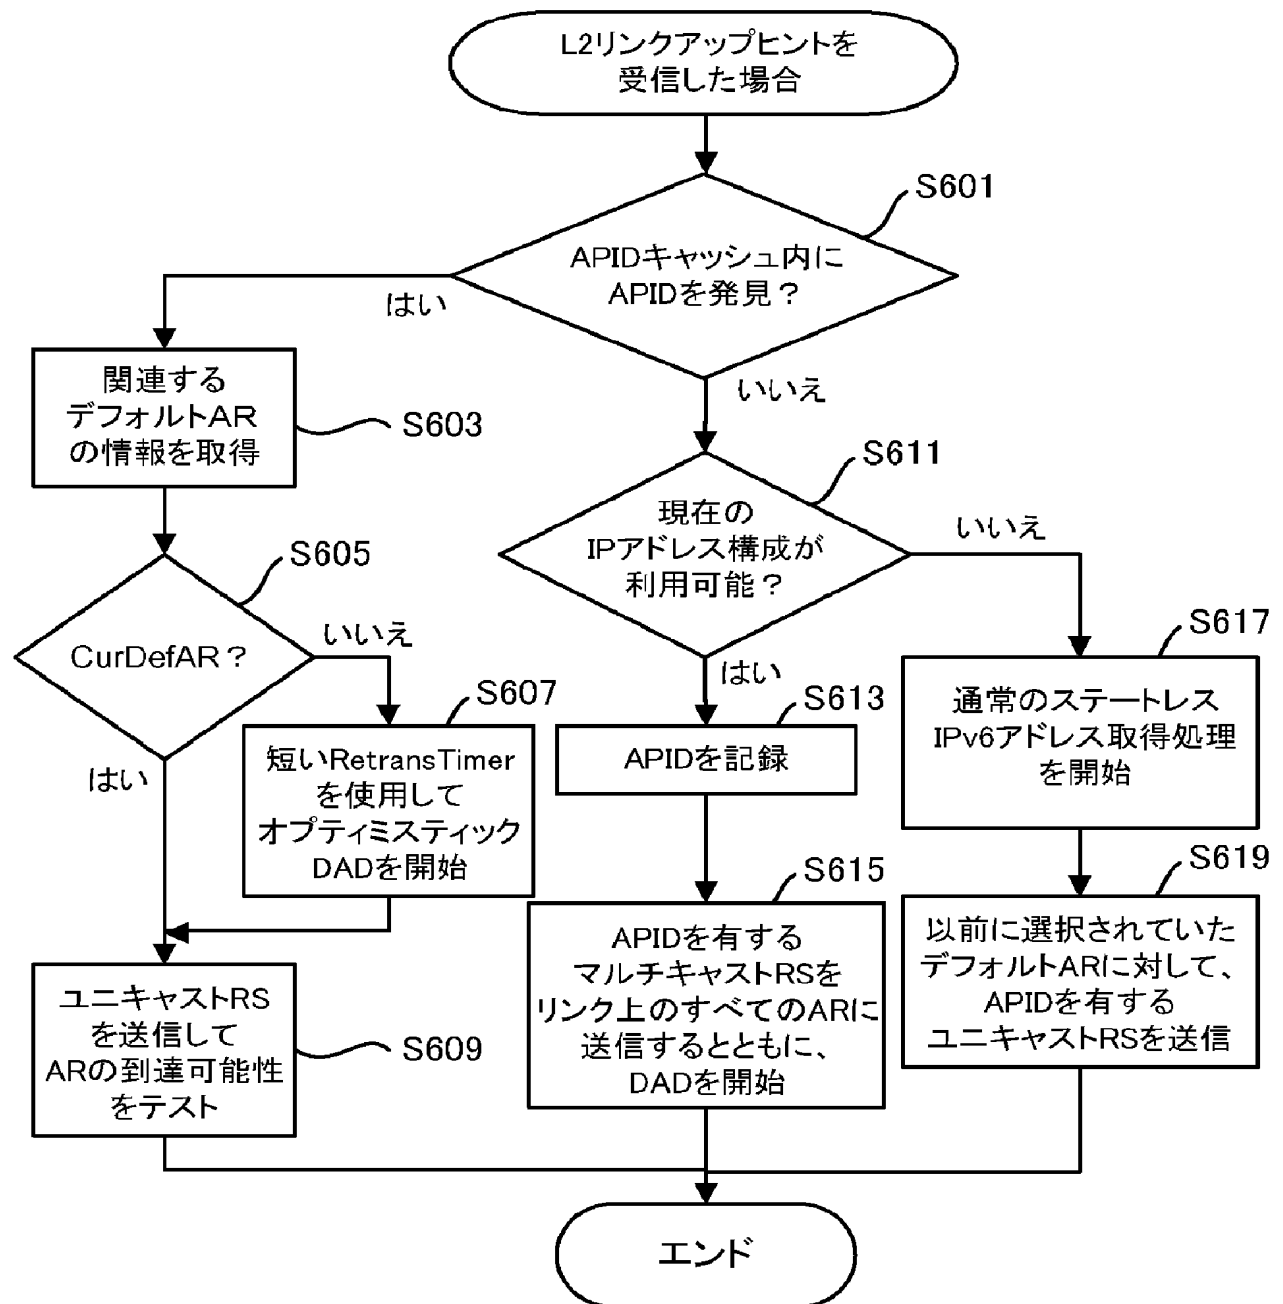 L2リンクアップヒントを
受信した場合
S601
APIDキャッシュ内に
APIDを発見？
はい
いいえ
関連する
デフォルトAR
の情報を取得
S603
S611
現在の
IPアドレス構成が
利用可能？
いいえ
はい
S605
CurDefAR？
いいえ
はい
S607
短いRetransTimer
を使用して
オプティミスティック
DADを開始
S613
APIDを記録
S617
通常のステートレス
IPv6アドレス取得処理
を開始
S615
APIDを有する
マルチキャストRSを
リンク上のすべてのARに
送信するとともに、
DADを開始
S619
以前に選択されていた
デフォルトARに対して、
APIDを有する
ユニキャストRSを送信
ユニキャストRS
を送信して
ARの到達可能性
をテスト
S609
エンド